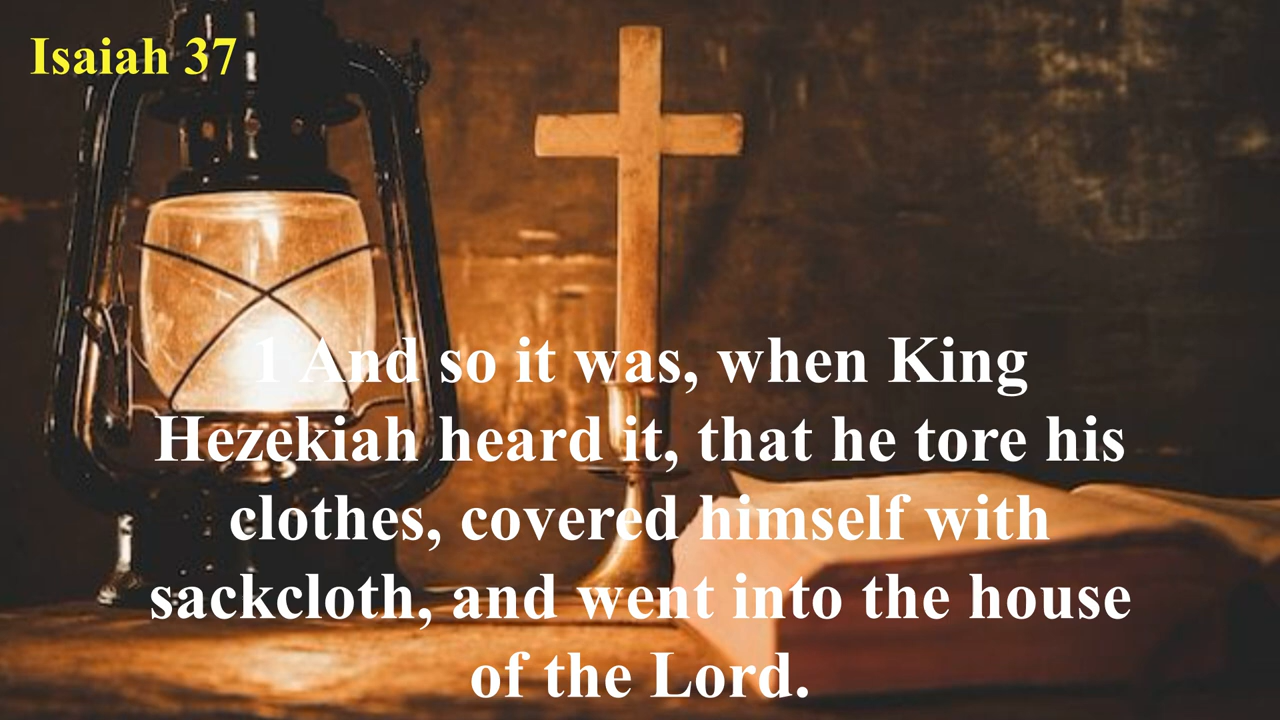 Isaiah 37
1 And so it was, when King
Hezekiah heard it, that he tore his
clothes, covered himself with
sackcloth, and went into the house
of the Lord.